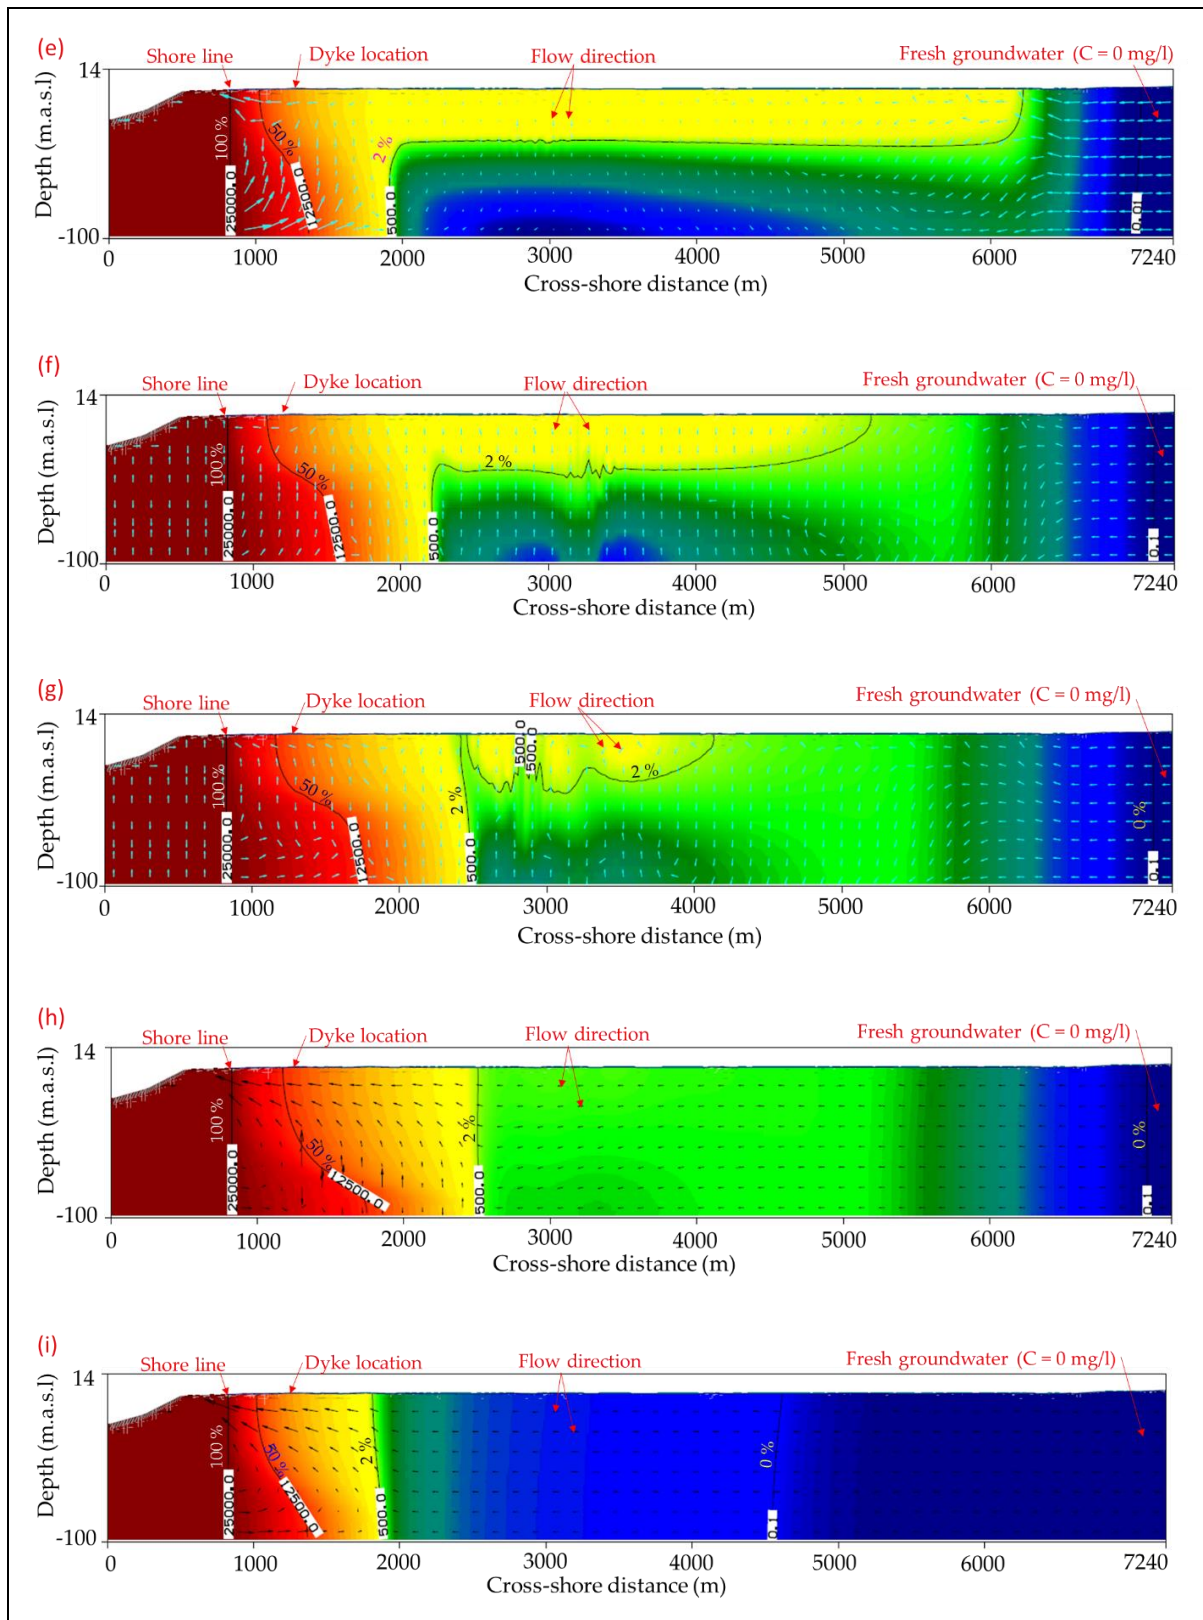 (e)
Shore line
Dyke location
Flow direction
Fresh groundwater (C = 0 mg/l)
14
Depth (m.a.s.l)
-100
100 %
25000.0
50 %
12500.0
2 %
500.0
0.01
0 1000 2000 3000 4000 5000 6000 7240
Cross-shore distance (m)
(f)
Shore line
Dyke location
Flow direction
Fresh groundwater (C = 0 mg/l)
14
Depth (m.a.s.l)
-100
100 %
25000.0
50 %
12500.0
2 %
500.0
0.1
0 1000 2000 3000 4000 5000 6000 7240
Cross-shore distance (m)
(g)
Shore line
Dyke location
Flow direction
Fresh groundwater (C = 0 mg/l)
14
Depth (m.a.s.l)
-100
100 %
25000.0
50 %
12500.0
2 %
500.0
500.0
500.0
2 %
0 %
0.1
0 1000 2000 3000 4000 5000 6000 7240
Cross-shore distance (m)
(h)
Shore line
Dyke location
Flow direction
Fresh groundwater (C = 0 mg/l)
14
Depth (m.a.s.l)
-100
100 %
25000.0
50 %
12500.0
2 %
500.0
0 %
0.1
0 1000 2000 3000 4000 5000 6000 7240
Cross-shore distance (m)
(i)
Shore line
Dyke location
Flow direction
Fresh groundwater (C = 0 mg/l)
14
Depth (m.a.s.l)
-100
100 %
25000.0
50 %
12500.0
2 %
500.0
0 %
0.1
0 1000 2000 3000 4000 5000 6000 7240
Cross-shore distance (m)